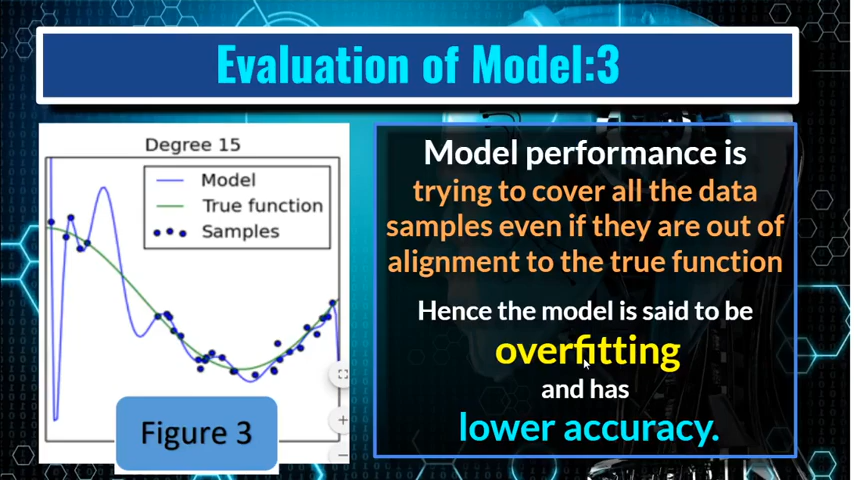 Evaluation of Model:3
Degree 15
Model
True function
Samples
Figure 3
Model performance is
trying to cover all the data
samples even if they are out of
alignment to the true function
Hence the model is said to be
overfitting
and has
lower accuracy.